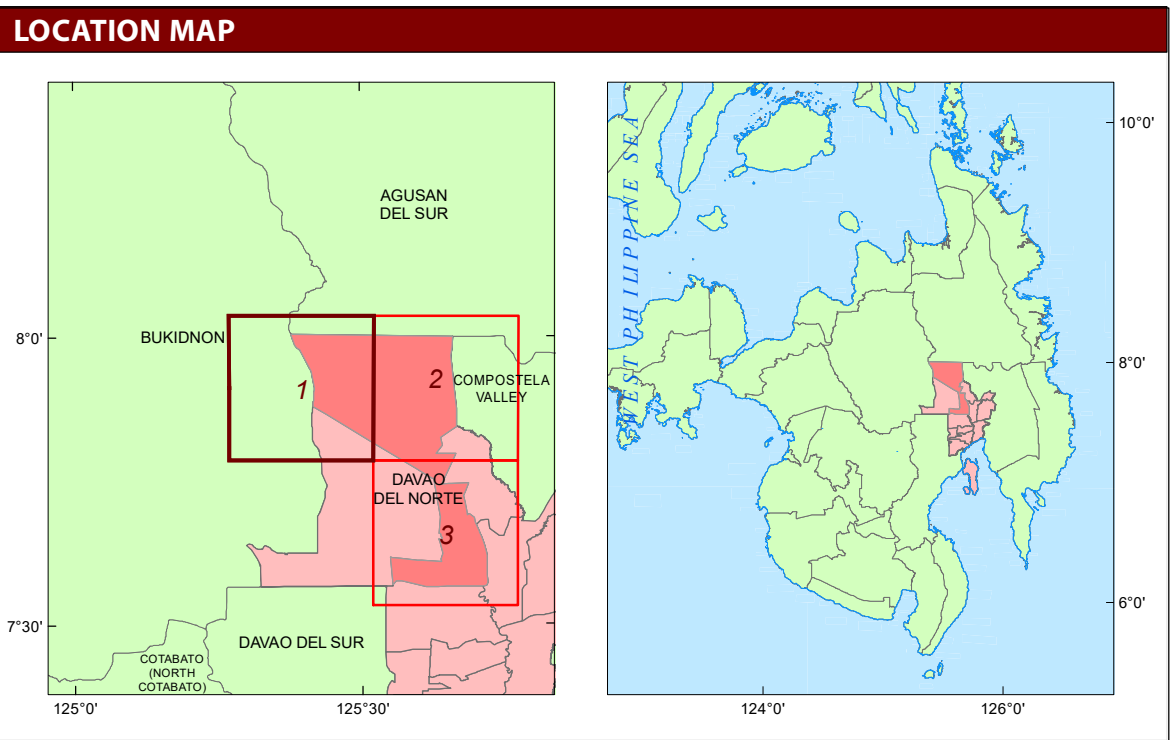 LOCATION MAP
AGUSAN
DEL SUR
BUKIDNON
8°0'
1
2
COMPOSTELA
VALLEY
DAVAO
DEL NORTE
3
7°30'
DAVAO DEL SUR
COTABATO
(NORTH
COTABATO)
125°0'
125°30'
WEST PHILIPPINE SEA
10°0'
8°0'
6°0'
124°0'
126°0'